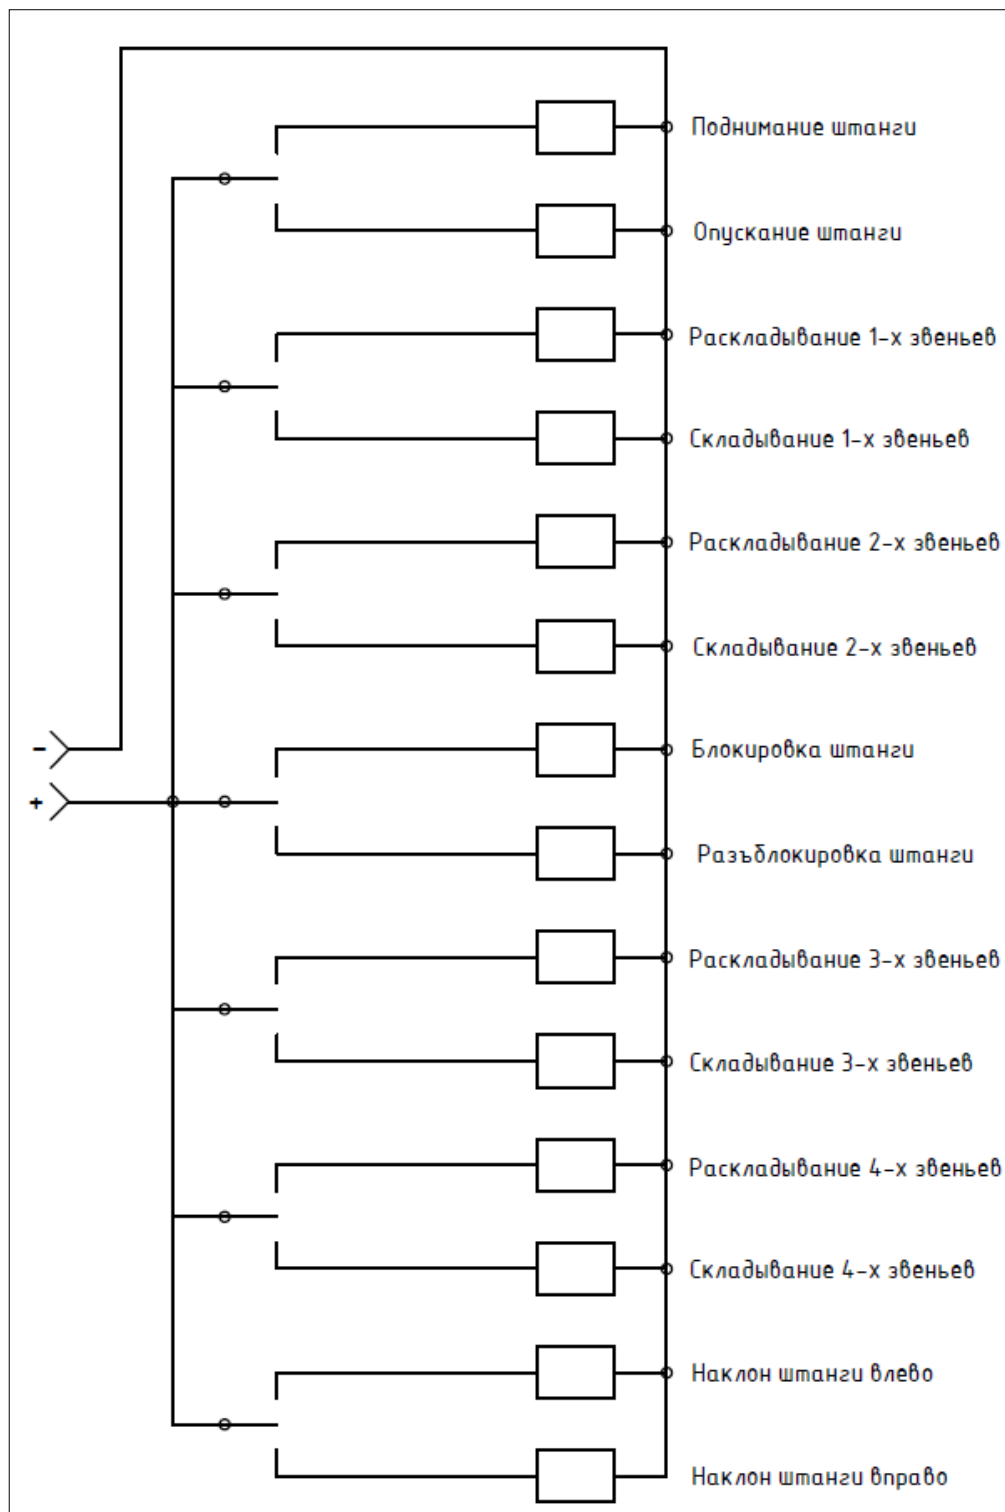 Поднимание штанги
Опускание штанги
Раскладывание 1-х звеньев
Складывание 1-х звеньев
Раскладывание 2-х звеньев
Складывание 2-х звеньев
-
Блокировка штанги
+
Разъблокировка штанги
Раскладывание 3-х звеньев
Складывание 3-х звеньев
Раскладывание 4-х звеньев
Складывание 4-х звеньев
Наклон штанги влево
Наклон штанги вправо